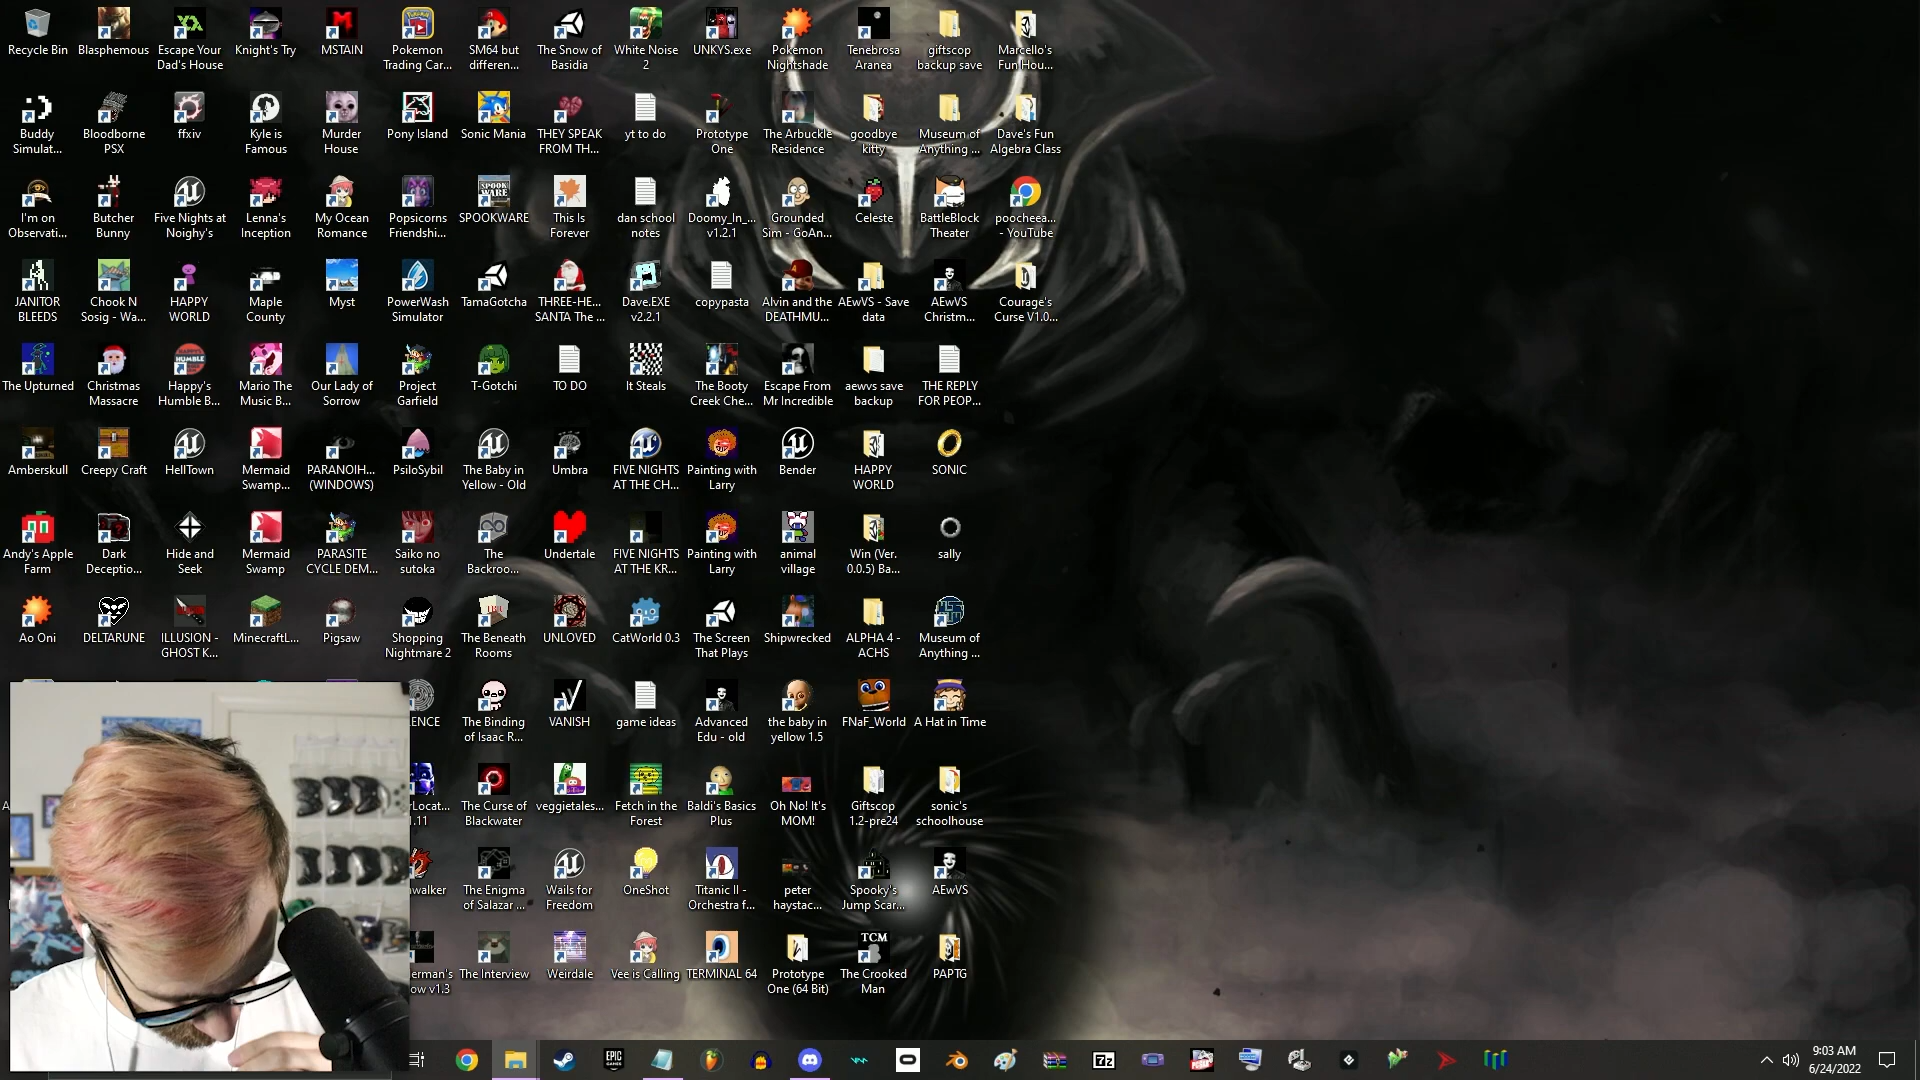 Recycle Bin
Blasphemous
Escape Your
Dad's House
Knight's Try
MSTAIN
Pokemon
Trading Car...
SM64 but
differen...
The Snow of
Basidia
White Noise
2
UNKYS.exe
Pokemon
Nightshade
Tenebrosa
Aranea
giftscop
backup save
Marcello's
Fun Hou...
Buddy
Simulat...
Bloodborne
PSX
ffxiv
Kyle is
Famous
Murder
House
Pony Island
Sonic Mania
THEY SPEAK
FROM TH...
yt to do
Prototype
One
The Arbuckle
Residence
goodbye
kitty
Museum of
Anything ...
Dave's Fun
Algebra Class
I'm on
Observati...
Butcher
Bunny
Five Nights at
Noighy's
Lenna's
Inception
My Ocean
Romance
Popsicorns
Friendshi...
SPOOKWARE
This Is
Forever
dan school
notes
Doomy_In_...
v1.2.1
Grounded
Sim - GoAn...
Celeste
BattleBlock
Theater
poocheea...
- YouTube
JANITOR
BLEEDS
Chook N
Sosig - Wa...
HAPPY
WORLD
Maple
County
Myst
PowerWash
Simulator
TamaGotcha
THREE-HE...
SANTA The ...
Dave.EXE
v2.2.1
copypasta
Alvin and the
DEATHMU...
AEwVS - Save
data
AEwVS
Christm...
Courage's
Curse V1.0...
The Upturned
Christmas
Massacre
Happy's
Humble B...
Mario The
Music B...
Our Lady of
Sorrow
Project
Garfield
T-Gotchi
TO DO
It Steals
The Booty
Creek Che...
Escape From
Mr Incredible
aewvs save
backup
THE REPLY
FOR PEOP...
Amberskull
Creepy Craft
HellTown
Mermaid
Swamp...
PARANOIH...
(WINDOWS)
PsiloSybil
The Baby in
Yellow - Old
Umbra
FIVE NIGHTS
AT THE CH...
Painting with
Larry
Bender
HAPPY
WORLD
SONIC
Andy's Apple
Farm
Dark
Deceptio...
Hide and
Seek
Mermaid
Swamp
PARASITE
CYCLE DEM...
Saiko no
sutoka
The
Backroo...
Undertale
FIVE NIGHTS
AT THE KR...
Painting with
Larry
animal
village
Win (Ver.
0.0.5) Ba...
sally
Ao Oni
DELTARUNE
ILLUSION -
GHOST K...
MinecraftL...
Pigsaw
Shopping
Nightmare 2
The Beneath
Rooms
UNLOVED
CatWorld 0.3
The Screen
That Plays
Shipwrecked
ALPHA 4 -
ACHS
Museum of
Anything ...
ENCE
The Binding
of Isaac R...
VANISH
game ideas
Advanced
Edu - old
the baby in
yellow 1.5
FNaF_World
A Hat in Time
rLocat...
1.11
The Curse of
Blackwater
veggietales...
Fetch in the
Forest
Baldi's Basics
Plus
Oh No! It's
MOM!
Giftscop
1.2-pre24
sonic's
schoolhouse
walker
The Enigma
of Salazar ...
Wails for
Freedom
OneShot
Titanic II -
Orchestra f...
peter
haystac...
Spooky's
Jump Scar...
AEwVS
erman's
ow v1.3
The Interview
Weirdale
Vee is Calling
TERMINAL 64
Prototype
One (64 Bit)
TCM
The Crooked
Man
PAPTG
9:03 AM
6/24/2022